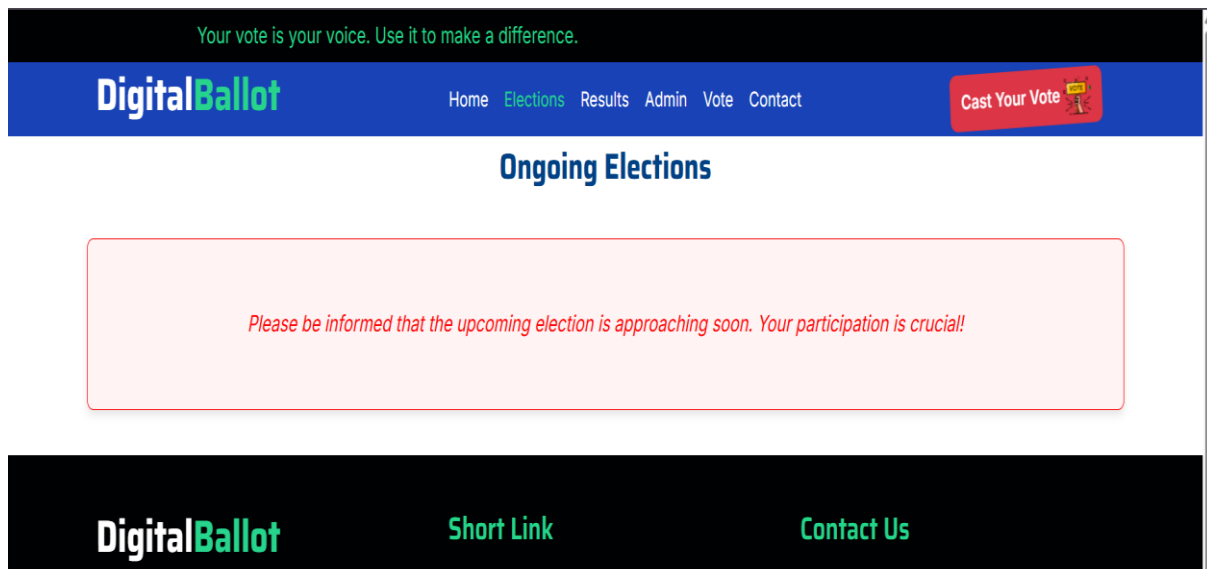 Your vote is your voice. Use it to make a difference.
DigitalBallot
Home Elections Results Admin Vote Contact
Cast Your Vote
VOTE
Ongoing Elections
Please be informed that the upcoming election is approaching soon. Your participation is crucial!
DigitalBallot
Short Link
Contact Us